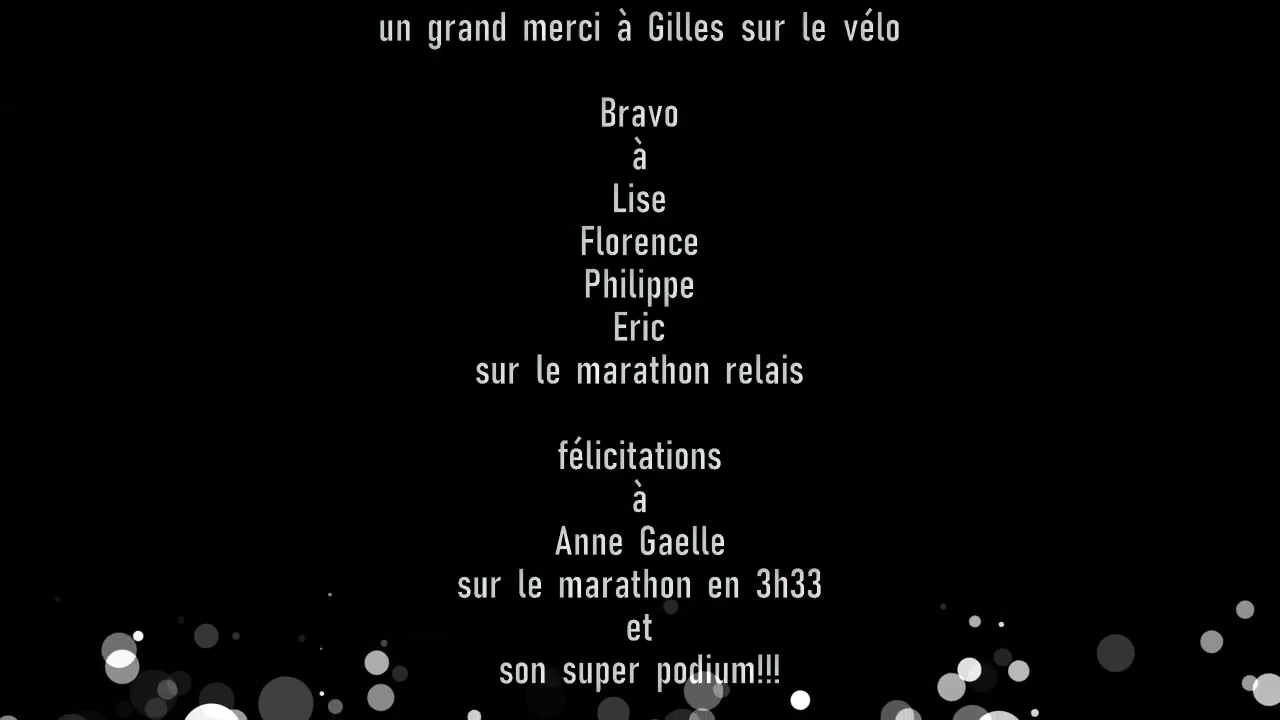 un grand merci à Gilles sur le vélo
Bravo
à
Lise
Florence
Philippe
Eric
sur le marathon relais
félicitations
à
Anne Gaelle
sur le marathon en 3h33
et
son super podium!!!